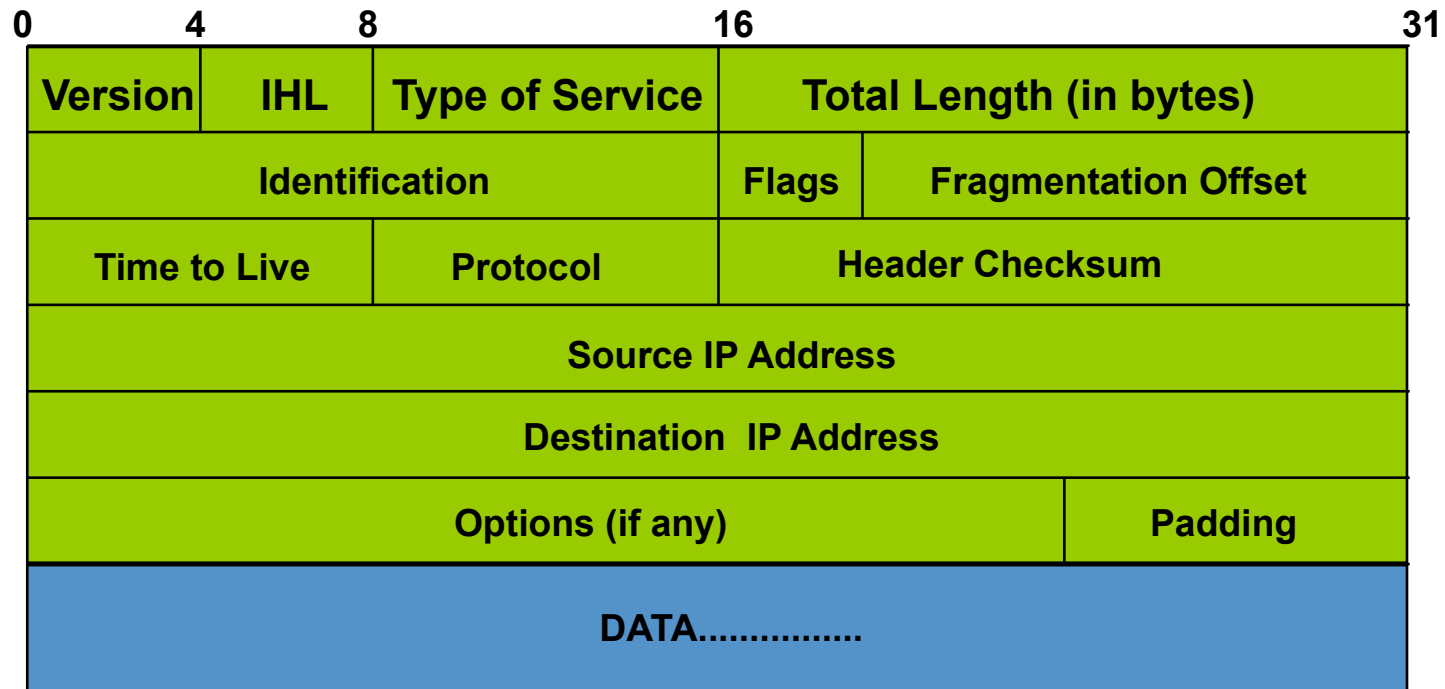 0 4 8 16 31
Version IHL Type of Service Total Length (in bytes)
Identification Flags Fragmentation Offset
Time to Live Protocol Header Checksum
Source IP Address
Destination IP Address
Options (if any) Padding
DATA................